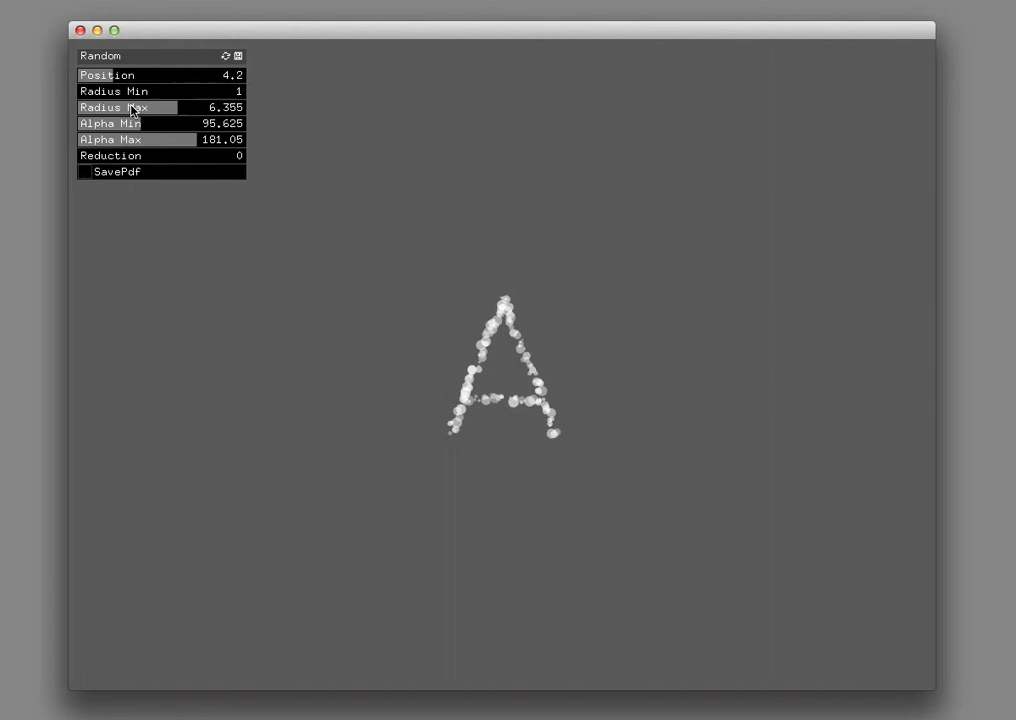 Random
Position 4.2
Radius Min 1
Radius Max 6.355
Alpha Min 95.625
Alpha Max 181.05
Reduction 0
SavePdf
A